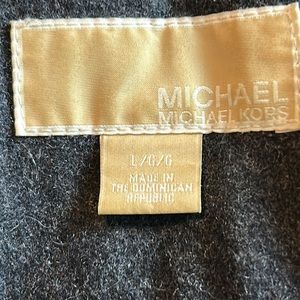 MICHAEL
MICHAEL KORS
L/G/G
MADE IN
THE DOMINICAN
REPUBLIC